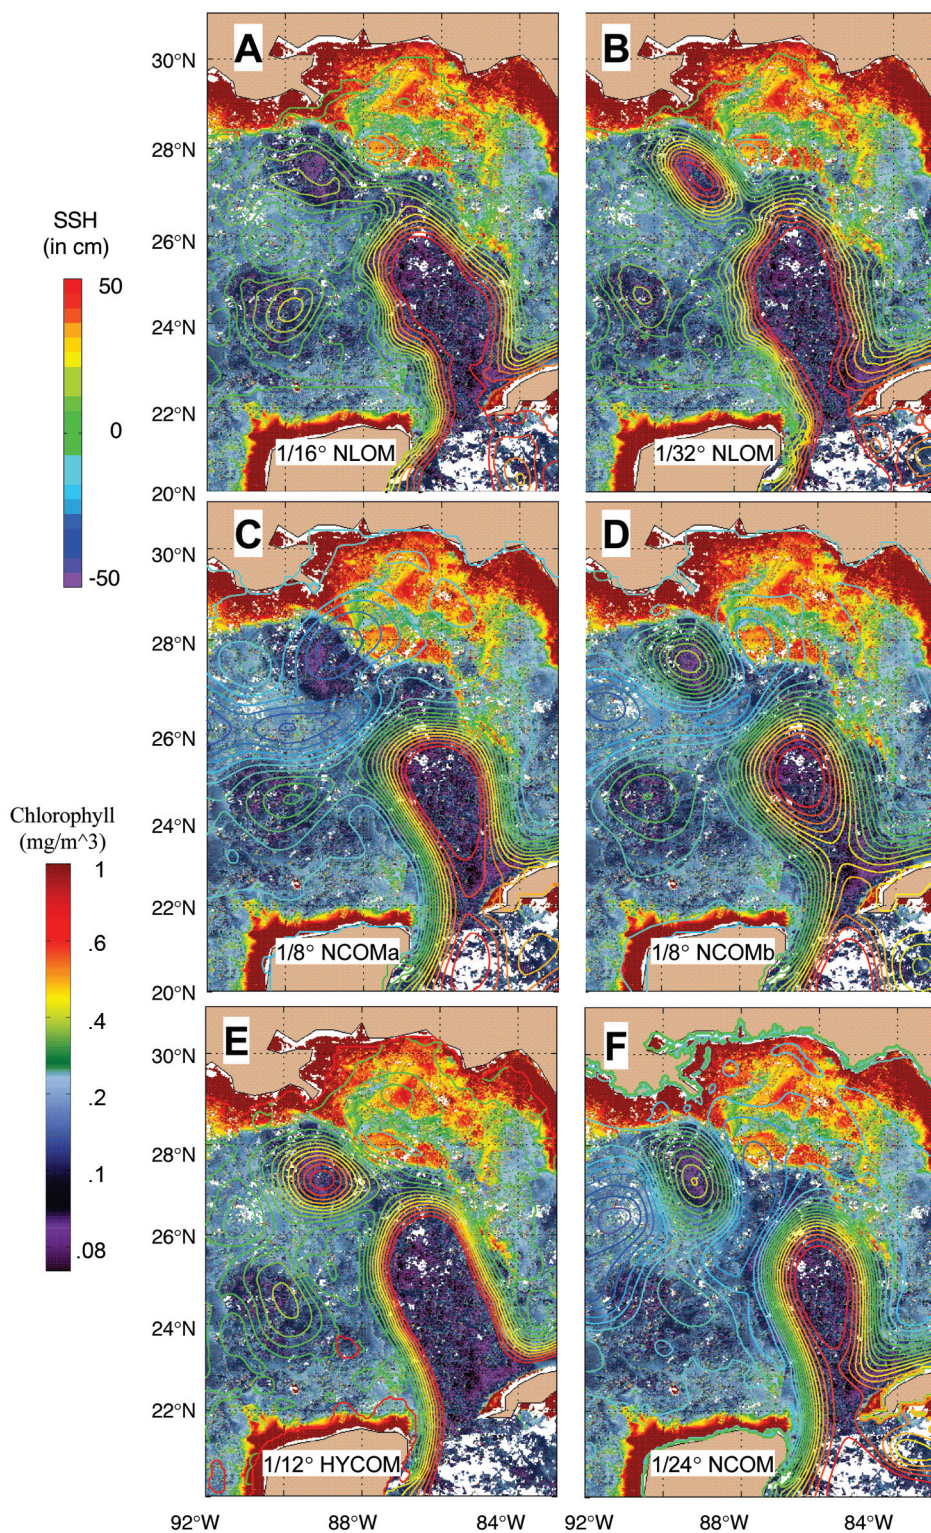 A
B
30°N
28°N
26°N
24°N
22°N
20°N
1/16° NLOM
1/32° NLOM
SSH
(in cm)
50
0
-50
C
D
30°N
28°N
26°N
24°N
22°N
20°N
1/8° NCOMa
1/8° NCOMb
Chlorophyll
(mg/m^3)
1
.6
.4
.2
.1
.08
E
F
30°N
28°N
26°N
24°N
22°N
1/12° HYCOM
1/24° NCOM
92°W
88°W
84°W
92°W
88°W
84°W